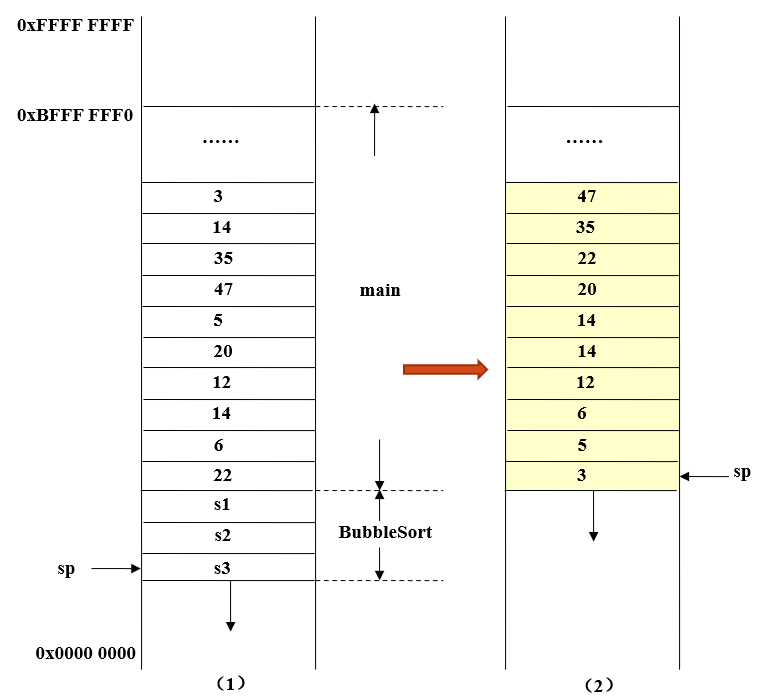 0xFFFF FFFF
0xBFFF FFF0
...... ......
3 47
14 35
35 22
47 main 20
5 14
20 14
12 12
14 6
6 5
22 3 sp
s1
s2 BubbleSort
sp s3
0x0000 0000
（1） （2）